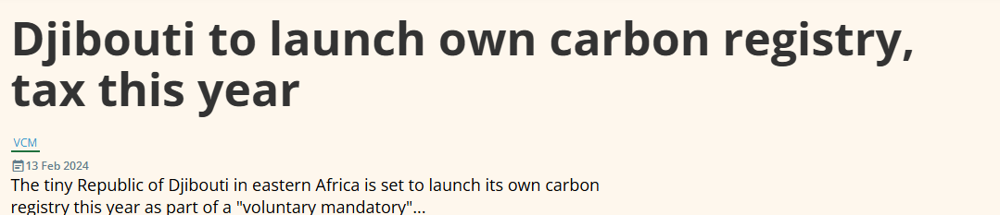 Djibouti to launch own carbon registry,
tax this year
VCM
13 Feb 2024
The tiny Republic of Djibouti in eastern Africa is set to launch its own carbon
registry this year as part of a "voluntary mandatory"...